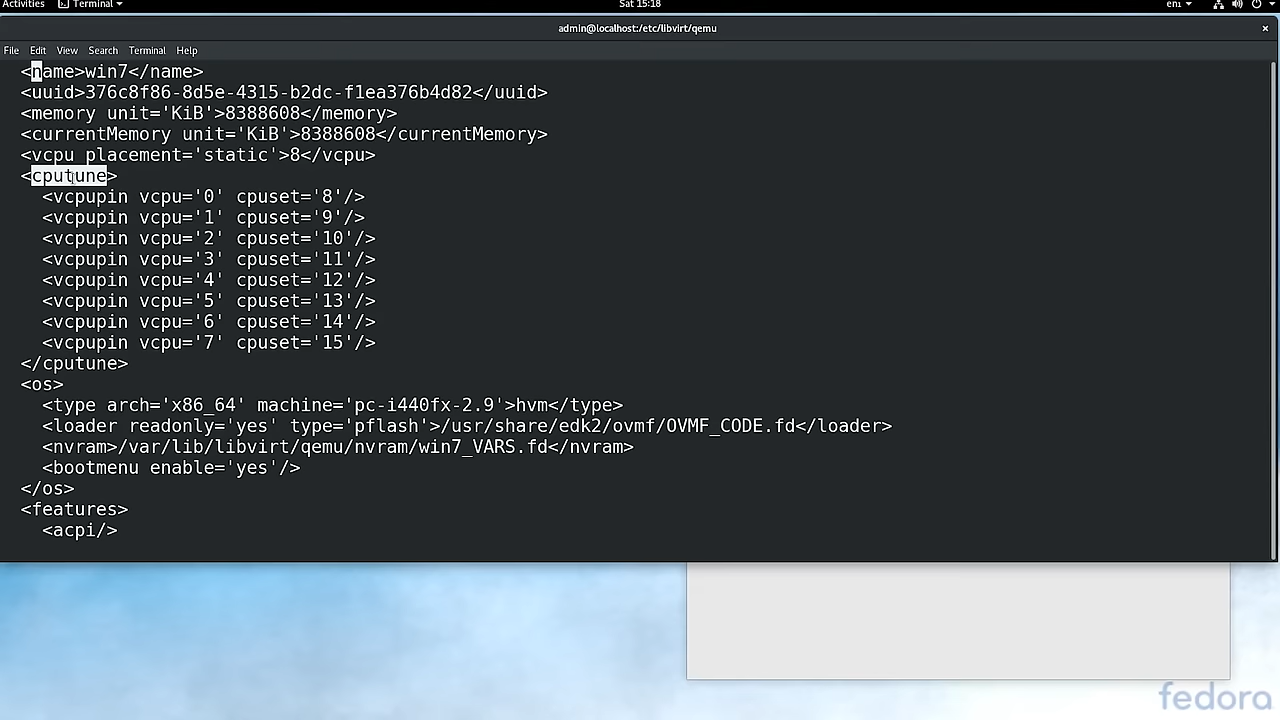 Activities Terminal Sat 15:18 en1
admin@localhost:/etc/libvirt/qemu ×
File Edit View Search Terminal Help
<name>win7</name>
<uuid>376c8f86-8d5e-4315-b2dc-f1ea376b4d82</uuid>
<memory unit='KiB'>8388608</memory>
<currentMemory unit='KiB'>8388608</currentMemory>
<vcpu placement='static'>8</vcpu>
<cputune>
<vcpupin vcpu='0' cpuset='8'/>
<vcpupin vcpu='1' cpuset='9'/>
<vcpupin vcpu='2' cpuset='10'/>
<vcpupin vcpu='3' cpuset='11'/>
<vcpupin vcpu='4' cpuset='12'/>
<vcpupin vcpu='5' cpuset='13'/>
<vcpupin vcpu='6' cpuset='14'/>
<vcpupin vcpu='7' cpuset='15'/>
</cputune>
<os>
<type arch='x86_64' machine='pc-i440fx-2.9'>hvm</type>
<loader readonly='yes' type='pflash'>/usr/share/edk2/ovmf/OVMF_CODE.fd</loader>
<nvram>/var/lib/libvirt/qemu/nvram/win7_VARS.fd</nvram>
<bootmenu enable='yes'/>
</os>
<features>
<acpi/>
fedora